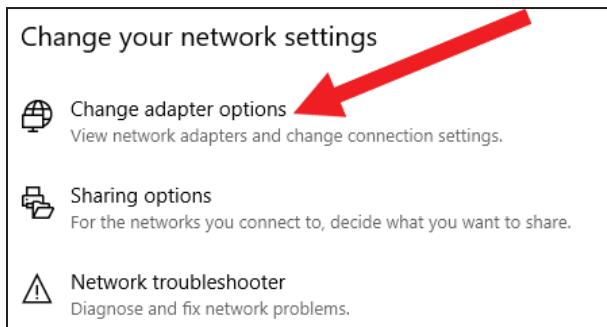 Change your network settings
Change adapter options
View network adapters and change connection settings.
Sharing options
For the networks you connect to, decide what you want to share.
Network troubleshooter
Diagnose and fix network problems.